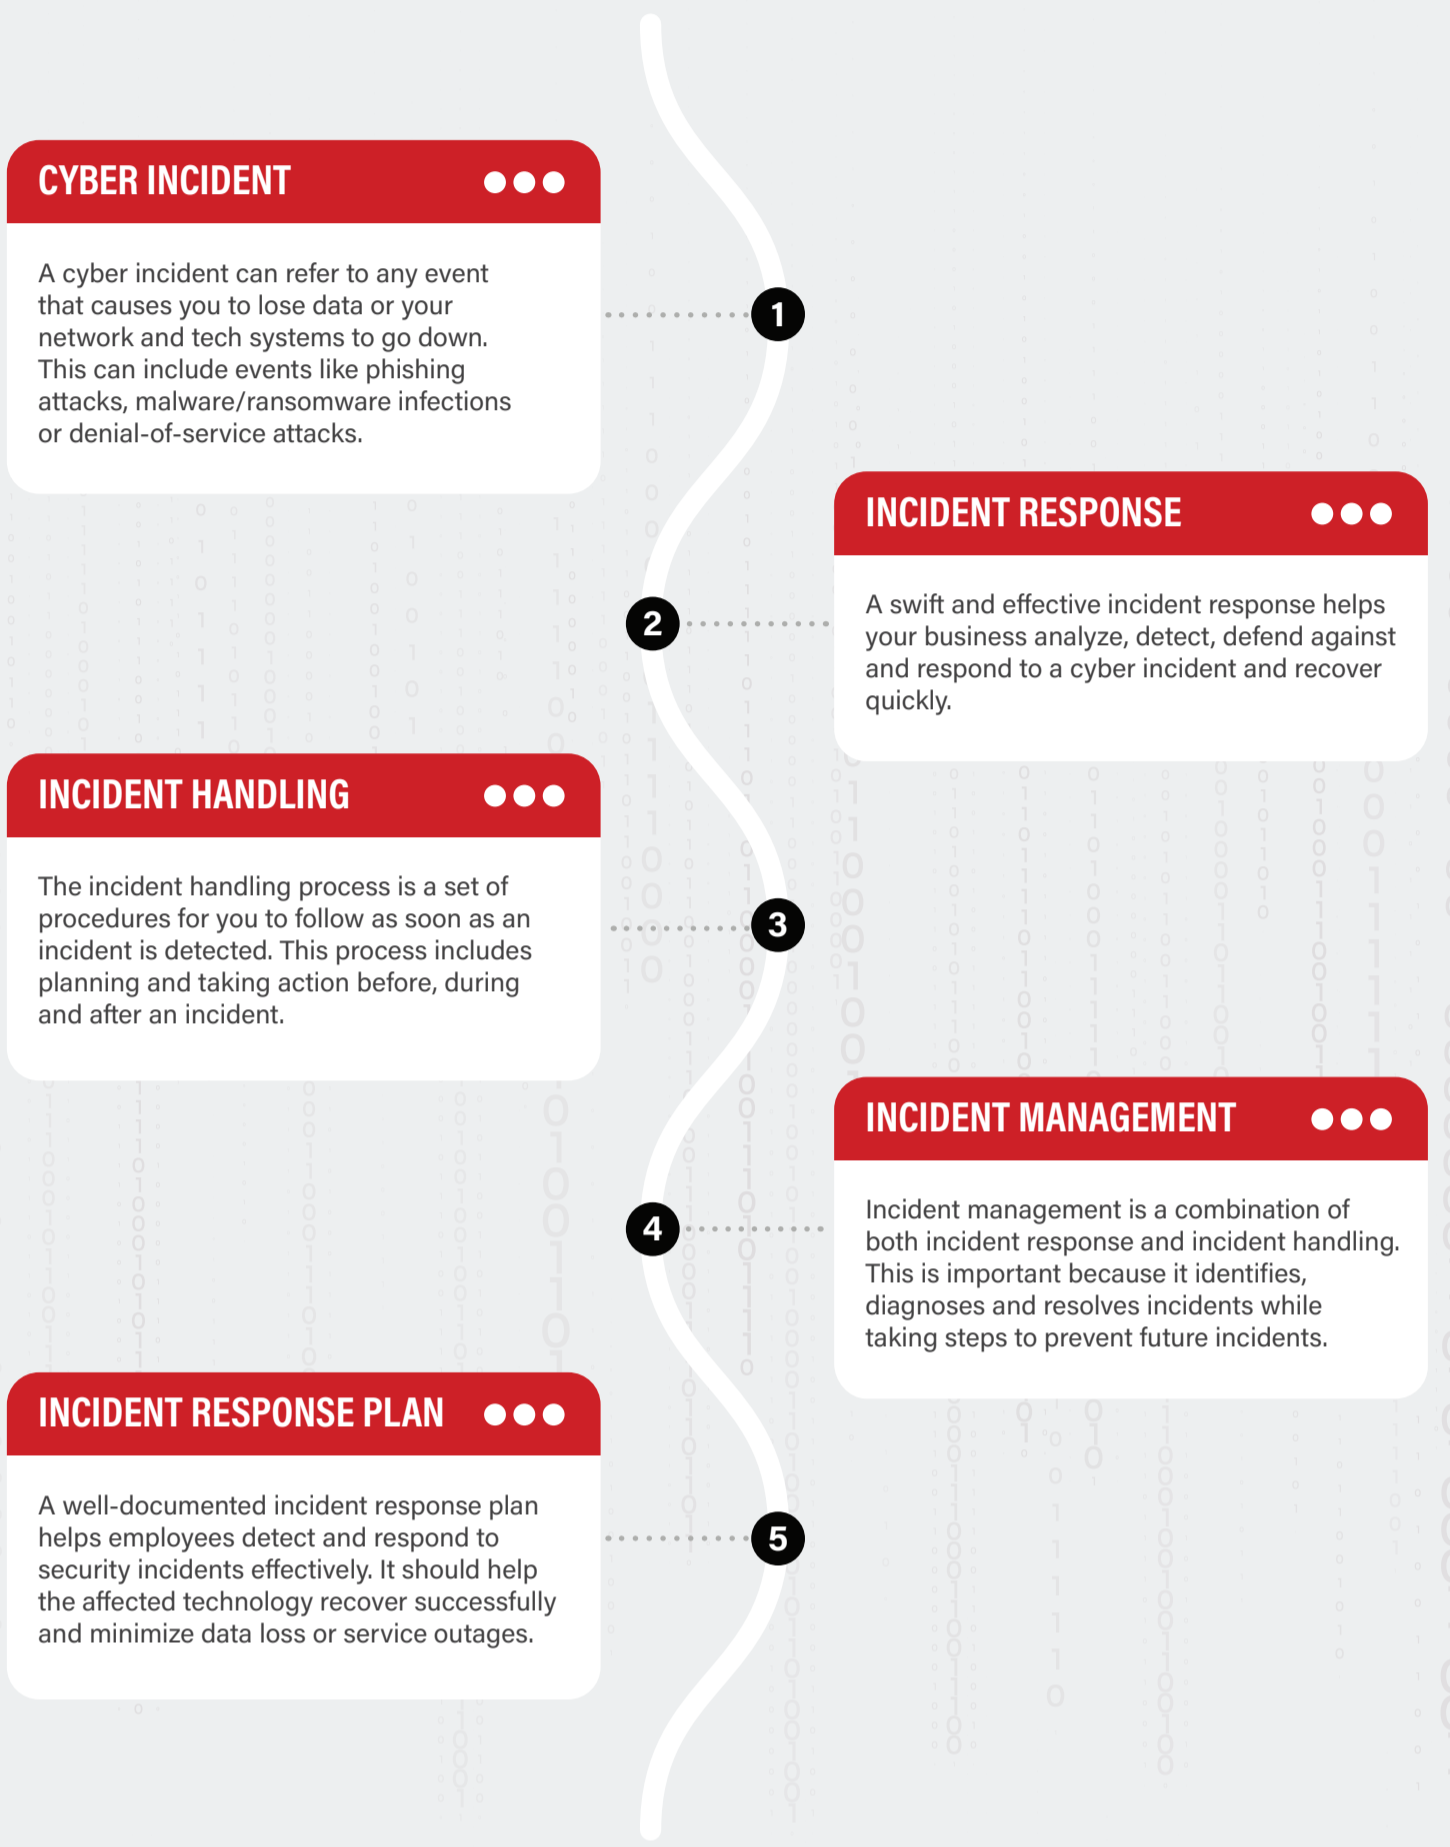 CYBER INCIDENT
A cyber incident can refer to any event
that causes you to lose data or your
network and tech systems to go down.
This can include events like phishing
attacks, malware/ransomware infections
or denial-of-service attacks.
1
INCIDENT RESPONSE
A swift and effective incident response helps
your business analyze, detect, defend against
and respond to a cyber incident and recover
quickly.
2
INCIDENT HANDLING
The incident handling process is a set of
procedures for you to follow as soon as an
incident is detected. This process includes
planning and taking action before, during
and after an incident.
3
INCIDENT MANAGEMENT
Incident management is a combination of
both incident response and incident handling.
This is important because it identifies,
diagnoses and resolves incidents while
taking steps to prevent future incidents.
4
INCIDENT RESPONSE PLAN
A well-documented incident response plan
helps employees detect and respond to
security incidents effectively. It should help
the affected technology recover successfully
and minimize data loss or service outages.
5